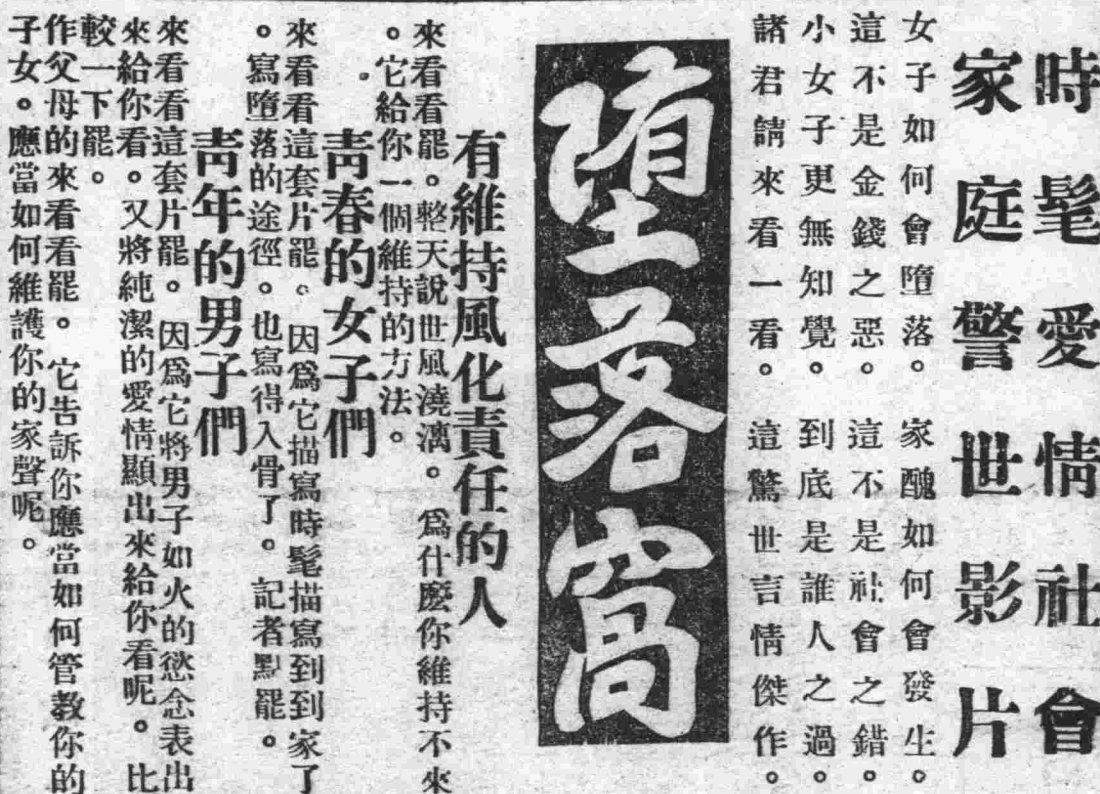 時髦愛情社會
家庭警世影片
女子如何會墮落。家醜如何會發生。
這不是金錢之惡。這不是社會之錯。
小女子更無知覺。到底是誰人之過。
諸君請來看一看。這驚世言情傑作。
墮落窩
有維持風化責任的人
來看看罷。整天說世風澆漓。爲什麽你維持不來
。它給你一個維持的方法。
靑春的女子們
來看看這套片罷。因爲它描寫時髦描寫到到家了
。寫墮落的途徑。也寫得入骨了。記者點罷。
靑年的男子們
來看看這套片罷。因爲它將男子如火的慾念表出
來給你看。又將純潔的愛情顯出來給你看呢。比
較一下罷。
作父母的來看看罷。它告訴你應當如何管教你的
子女。應當如何維護你的家聲呢。